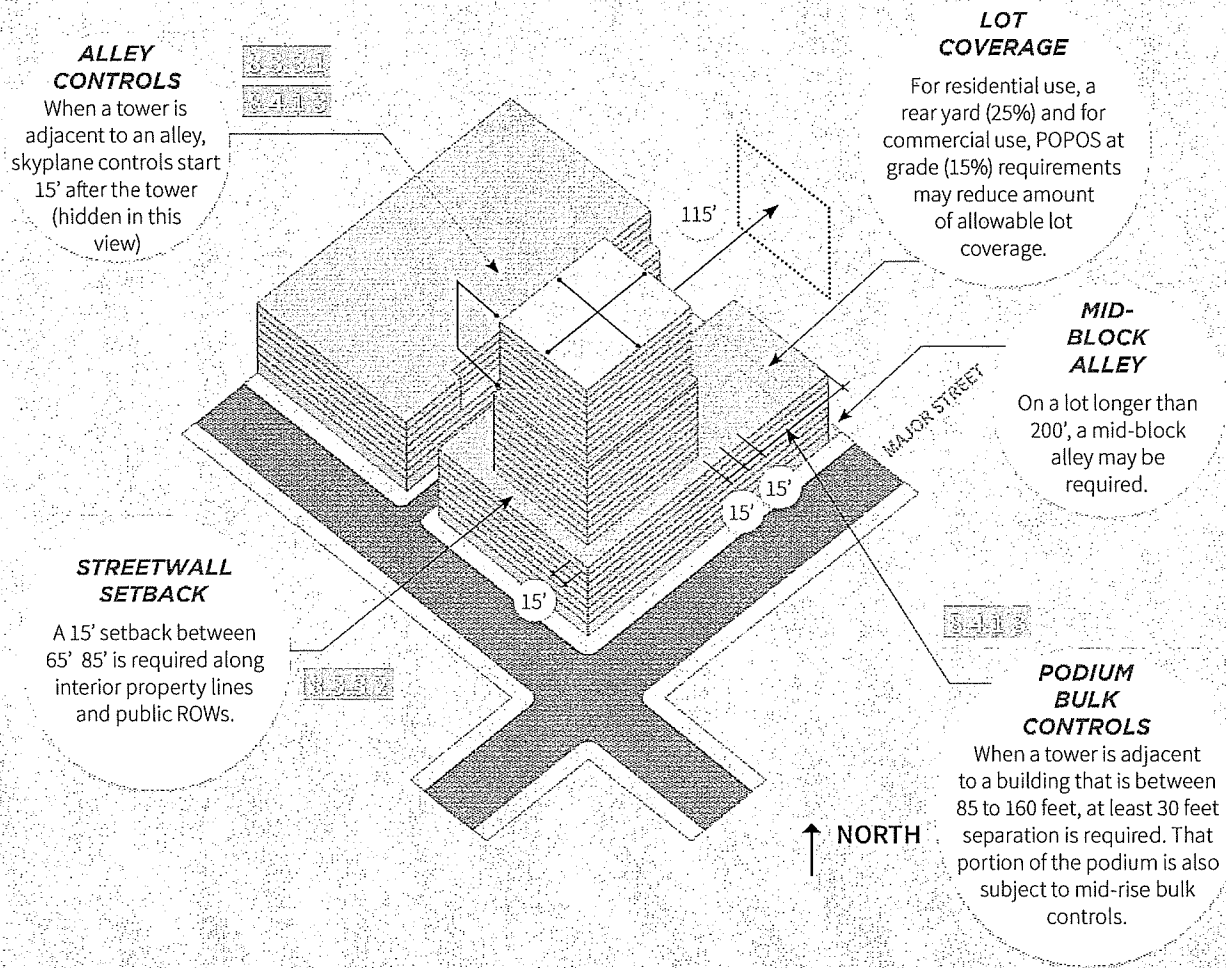 ALLEY
CONTROLS
When a tower is
adjacent to an alley,
skyplane controls start
15' after the tower
(hidden in this
view)
LOT
COVERAGE
For residential use, a
rear yard (25%) and for
commercial use, POPOS at
grade (15%) requirements
may reduce amount
of allowable lot
coverage.
115'
MID-
BLOCK
ALLEY
On a lot longer than
200', a mid-block
alley may be
required.
MAJOR STREET
15'
15'
15'
STREETWALL
SETBACK
A 15' setback between
65' 85' is required along
interior property lines
and public ROWs.
PODIUM
BULK
CONTROLS
When a tower is adjacent
to a building that is between
85 to 160 feet, at least 30 feet
separation is required. That
portion of the podium is also
subject to mid-rise bulk
controls.
NORTH